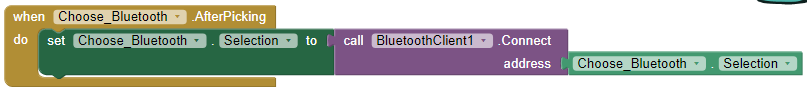 when Choose_Bluetooth .AfterPicking
do set Choose_Bluetooth . Selection to call BluetoothClient1 .Connect
address Choose_Bluetooth . Selection